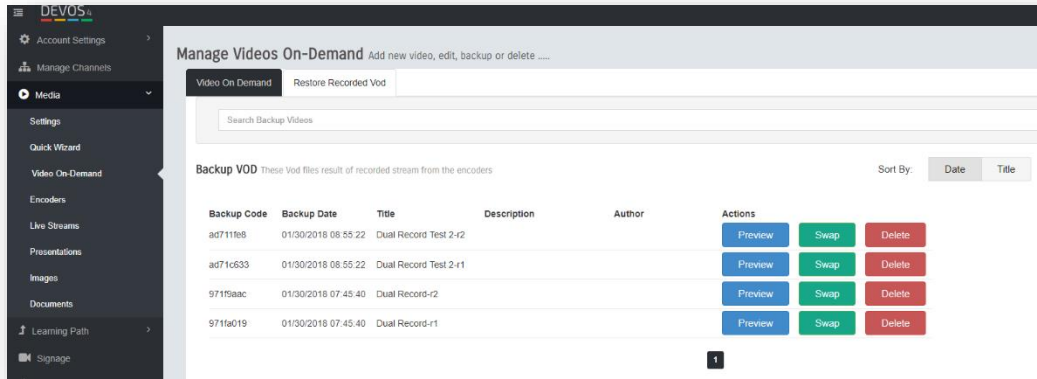 DEVOS4
Account Settings
Manage Channels
Media
Settings
Quick Wizard
Video On-Demand
Encoders
Live Streams
Presentations
Images
Documents
Learning Path
Signage
Manage Videos On-Demand Add new video, edit, backup or delete .....
Video On Demand Restore Recorded Vod
Search Backup Videos
Backup VOD These Vod files result of recorded stream from the encoders
Sort By: Date Title
Backup Code Backup Date Title Description Author Actions
ad711fe8 01/30/2018 08:55:22 Dual Record Test 2-r2 Preview Swap Delete
ad71c633 01/30/2018 08:55:22 Dual Record Test 2-r1 Preview Swap Delete
971f9aac 01/30/2018 07:45:40 Dual Record-r2 Preview Swap Delete
971fa019 01/30/2018 07:45:40 Dual Record-r1 Preview Swap Delete
1